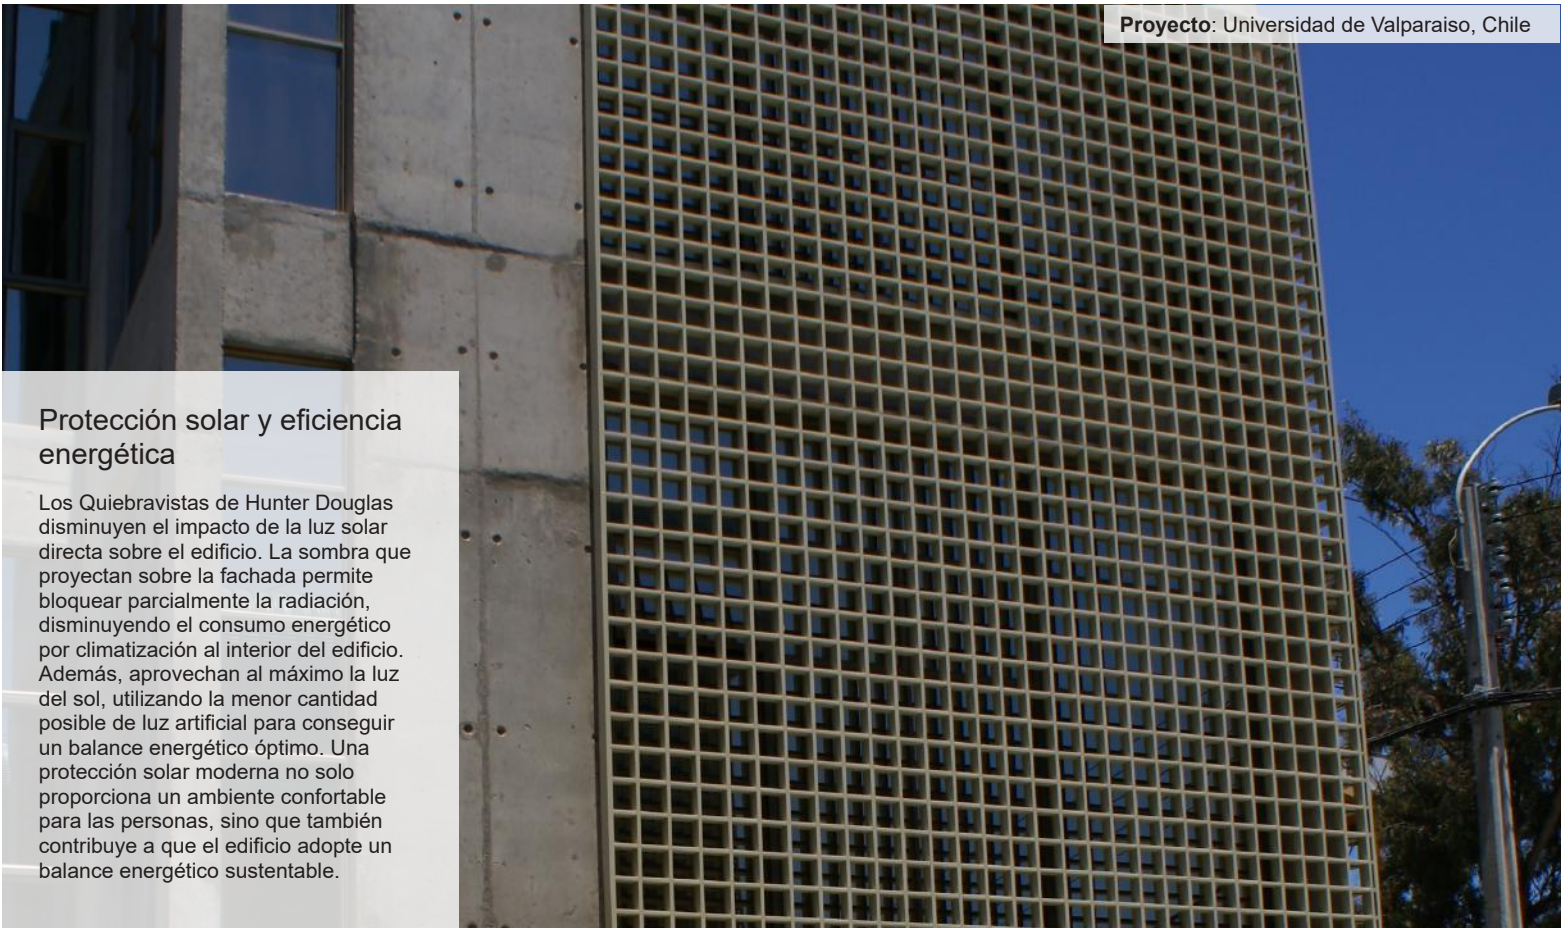 Proyecto: Universidad de Valparaiso, Chile
Protección solar y eficiencia
energética
Los Quiebravistas de Hunter Douglas
disminuyen el impacto de la luz solar
directa sobre el edificio. La sombra que
proyectan sobre la fachada permite
bloquear parcialmente la radiación,
disminuyendo el consumo energético
por climatización al interior del edificio.
Además, aprovechan al máximo la luz
del sol, utilizando la menor cantidad
posible de luz artificial para conseguir
un balance energético óptimo. Una
protección solar moderna no solo
proporciona un ambiente confortable
para las personas, sino que también
contribuye a que el edificio adopte un
balance energético sustentable.